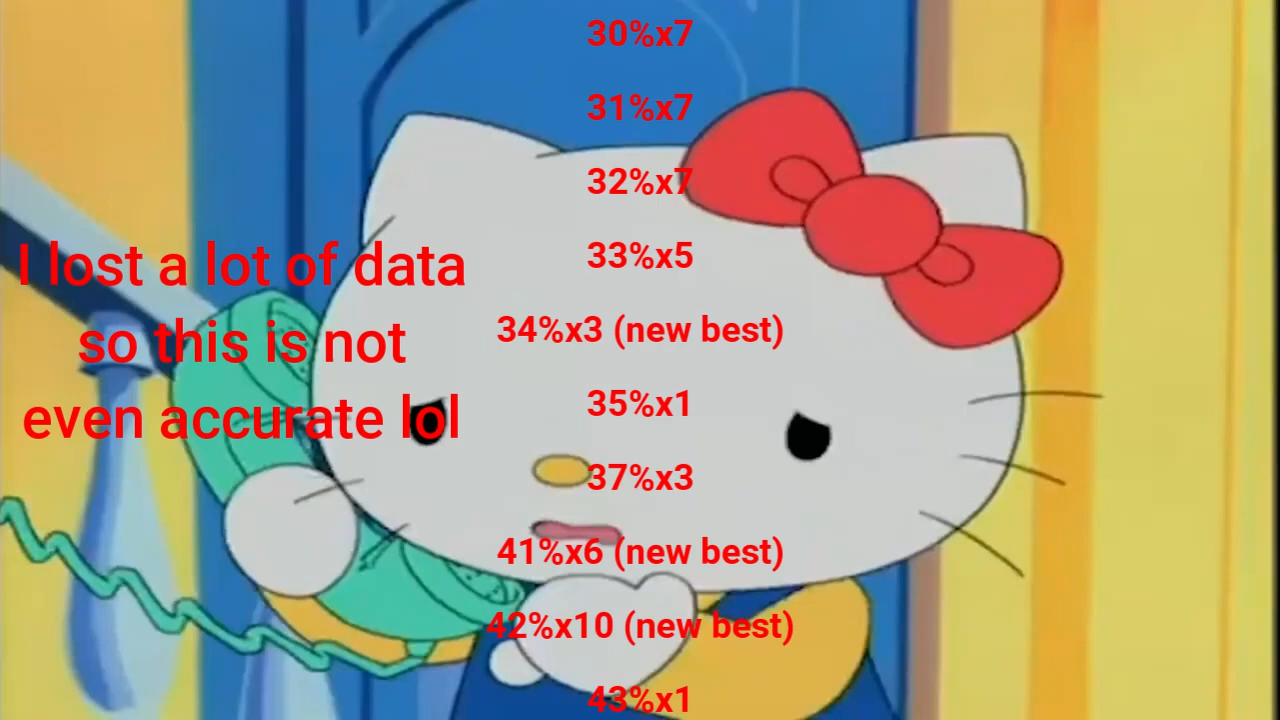 30%x7
31%x7
32%x7
33%x5
34%x3 (new best)
35%x1
37%x3
41%x6 (new best)
42%x10 (new best)
43%x1
I lost a lot of data
so this is not
even accurate lol